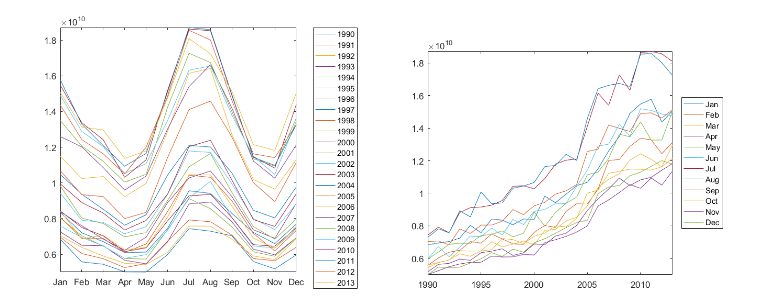 ×10^10
1.8
1.6
1.4
1.2
1
0.8
0.6
Jan Feb Mar Apr May Jun Jul Aug Sep Oct Nov Dec
1990
1991
1992
1993
1994
1995
1996
1997
1998
1999
2000
2001
2002
2003
2004
2005
2006
2007
2008
2009
2010
2011
2012
2013
×10^10
1.8
1.6
1.4
1.2
1
0.8
0.6
1990 1995 2000 2005 2010
Jan
Feb
Mar
Apr
May
Jun
Jul
Aug
Sep
Oct
Nov
Dec